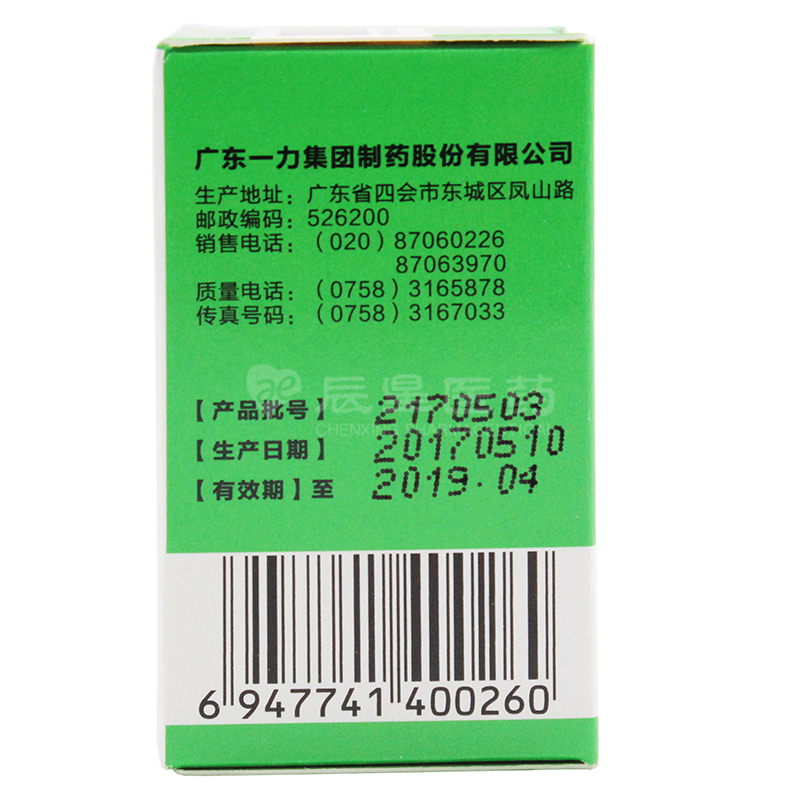 广东一力集团制药股份有限公司
生产地址：广东省四会市东城区凤山路
邮政编码：526200
销售电话：（020）87060226
87063970
质量电话：（0758）3165878
传真号码：（0758）3167033
辰星医药
CHENXING PHARMACEUTICAL
【产品批号】 2170503
【生产日期】 20170510
【有效期】至 2019.04
6 947741 400260